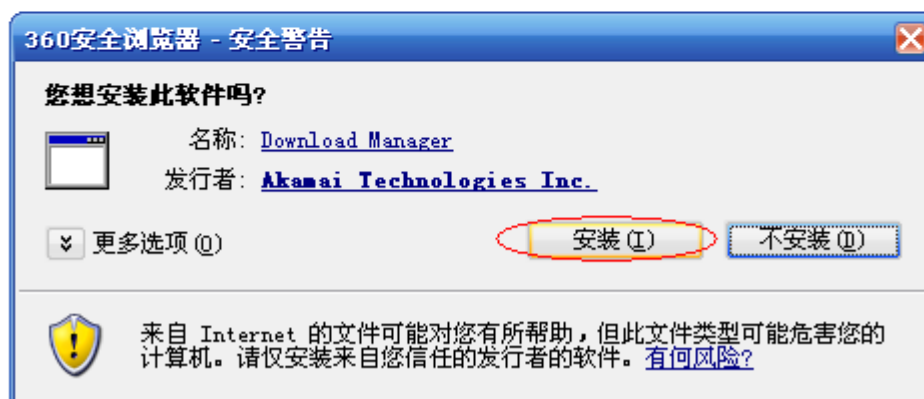 360安全浏览器 - 安全警告
您想安装此软件吗?
名称: Download Manager
发行者: Akamai Technologies Inc.
更多选项(O)
安装(I)
不安装(D)
来自 Internet 的文件可能对您有所帮助，但此文件类型可能危害您的
计算机。请仅安装来自您信任的发行者的软件。有何风险?